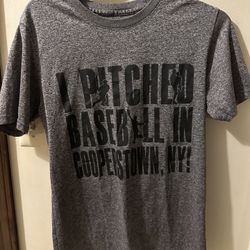 I PITCHED
BASEBALL IN
COOPERSTOWN, NY!